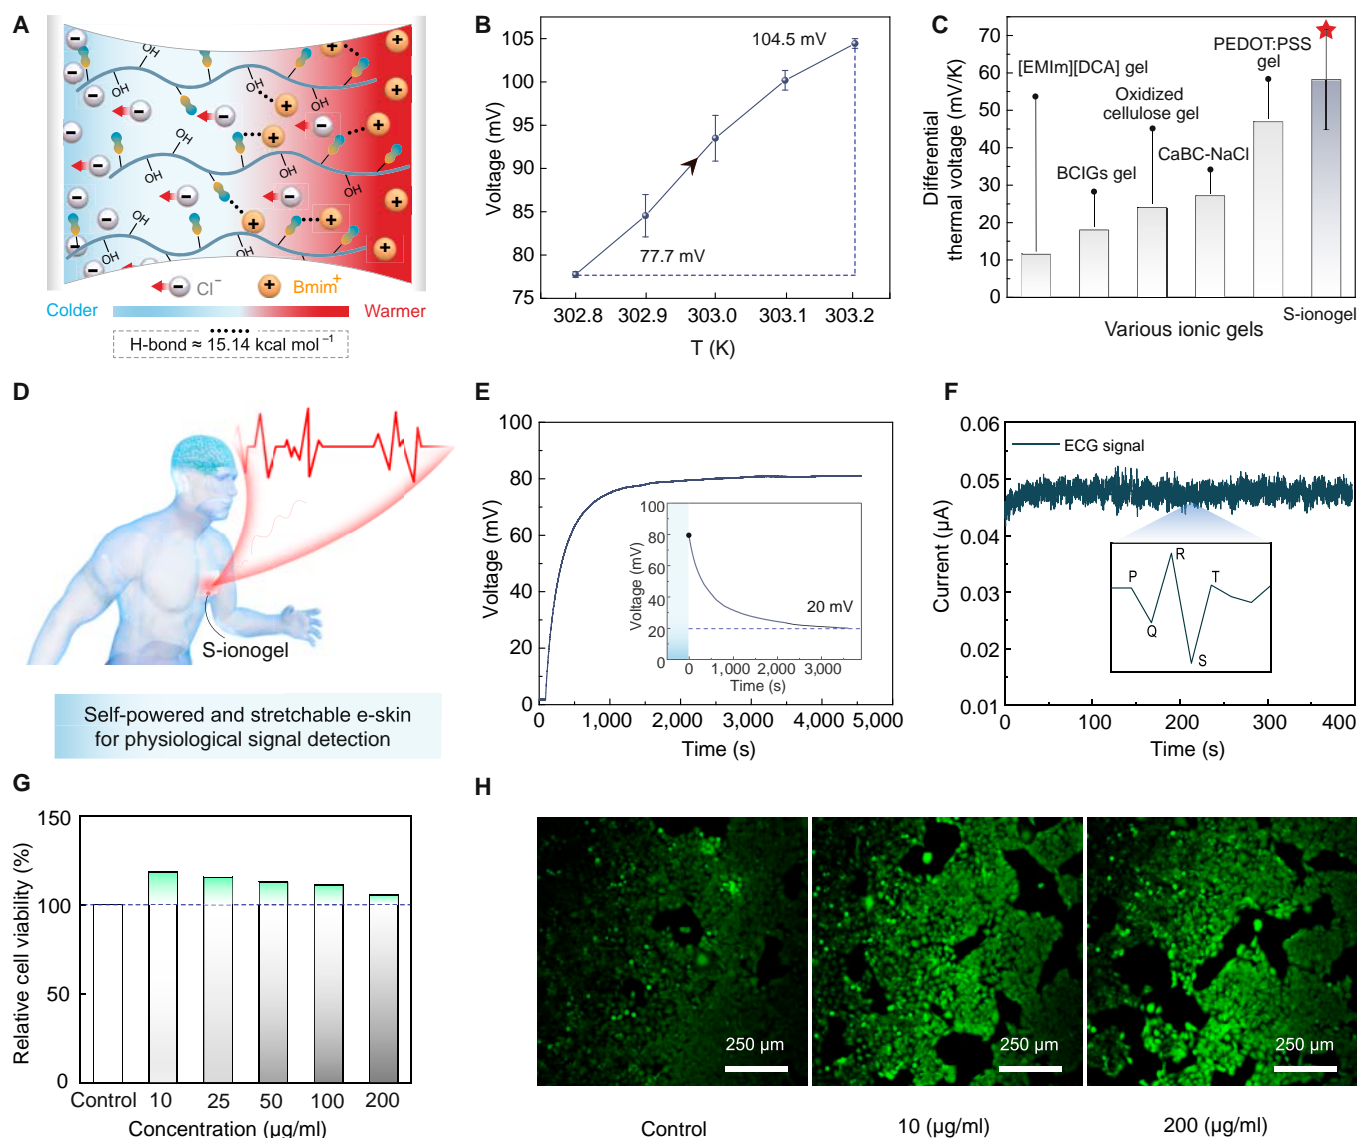 A
OH
OH
OH
OH
OH
OH
OH
OH
OH
OH
Cl⁻
Bmim⁺
Colder
Warmer
H-bond ≈ 15.14 kcal mol⁻¹
B
Voltage (mV)
105
100
95
90
85
80
75
104.5 mV
77.7 mV
302.8 302.9 303.0 303.1 303.2
T (K)
C
Differential
thermal voltage (mV/K)
70
60
50
40
30
20
10
0
[EMIm][DCA] gel
BCIGs gel
Oxidized
cellulose gel
CaBC-NaCl
PEDOT:PSS
gel
S-ionogel
Various ionic gels
D
S-ionogel
Self-powered and stretchable e-skin
for physiological signal detection
E
Voltage (mV)
100
80
60
40
20
0
0 1,000 2,000 3,000 4,000 5,000
Time (s)
Voltage (mV)
100
80
60
40
20
0
20 mV
0 1,000 2,000 3,000
Time (s)
F
Current (μA)
0.06
0.05
0.04
0.03
0.02
0.01
ECG signal
P
Q
R
S
T
0 100 200 300 400
Time (s)
G
Relative cell viability (%)
150
100
50
0
Control 10 25 50 100 200
Concentration (μg/ml)
H
250 μm
250 μm
250 μm
Control
10 (μg/ml)
200 (μg/ml)